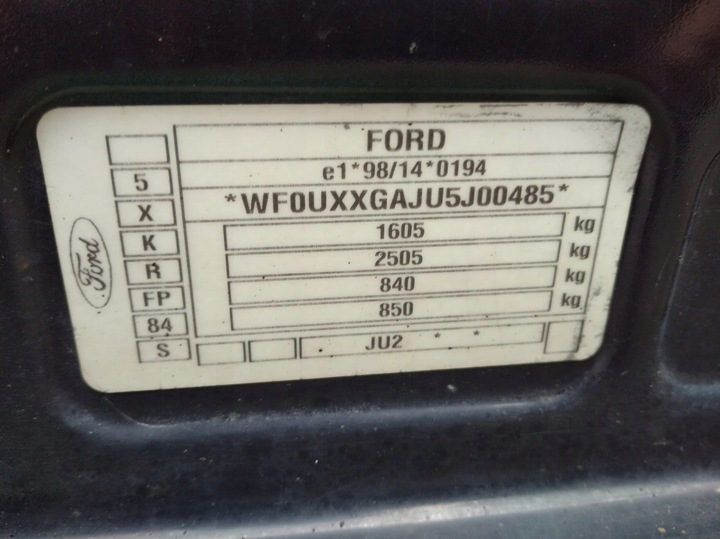 FORD
e1*98/14*0194
*WF0UXXGAJU5J00485*
5
X
K
R
FP
84
S
1605 kg
2505 kg
840 kg
850 kg
JU2 * *
Ford